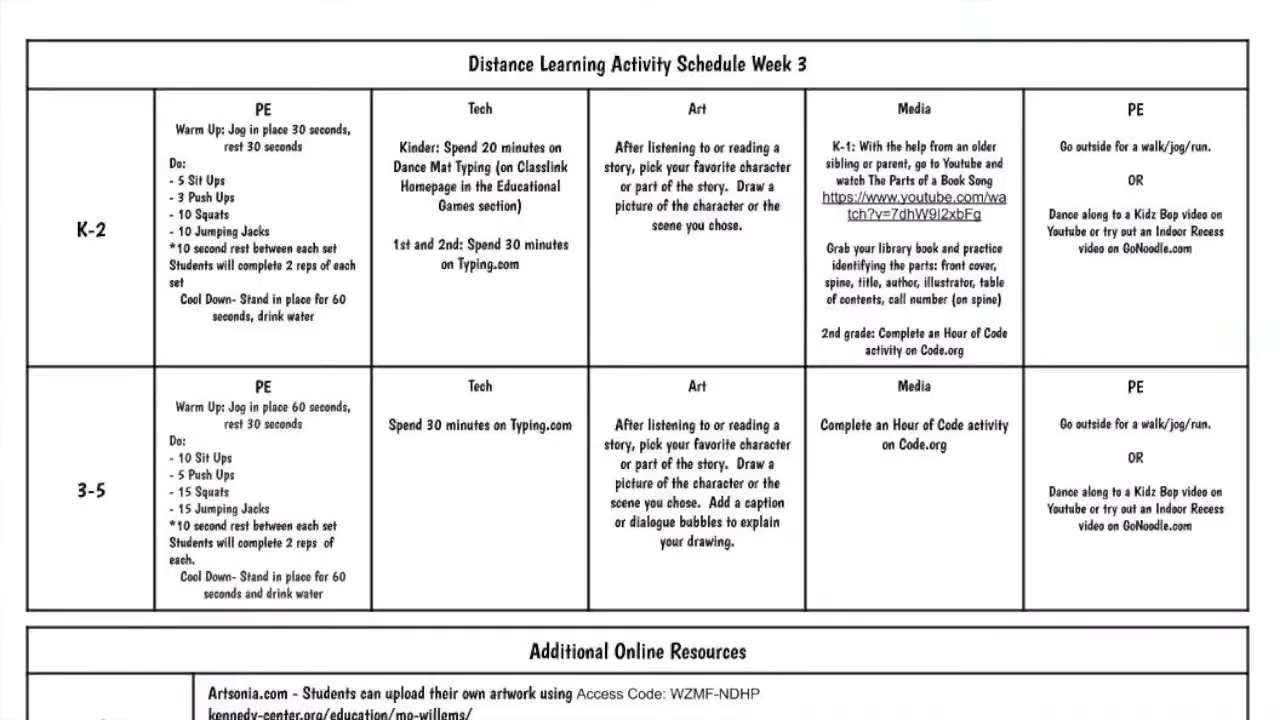 Distance Learning Activity Schedule Week 3
K-2
PE
Warm Up: Jog in place 30 seconds,
rest 30 seconds
Do:
- 5 Sit Ups
- 3 Push Ups
- 10 Squats
- 10 Jumping Jacks
*10 second rest between each set
Students will complete 2 reps of each
set
Cool Down- Stand in place for 60
seconds, drink water
Tech
Kinder: Spend 20 minutes on
Dance Mat Typing (on Classlink
Homepage in the Educational
Games section)
1st and 2nd: Spend 30 minutes
on Typing.com
Art
After listening to or reading a
story, pick your favorite character
or part of the story. Draw a
picture of the character or the
scene you chose.
Media
K-1: With the help from an older
sibling or parent, go to Youtube and
watch The Parts of a Book Song
https://www.youtube.com/wa
tch?v=7dhW9I2xbFg
Grab your library book and practice
identifying the parts: front cover,
spine, title, author, illustrator, table
of contents, call number (on spine)
2nd grade: Complete an Hour of Code
activity on Code.org
PE
Go outside for a walk/jog/run.
OR
Dance along to a Kidz Bop video on
Youtube or try out an Indoor Recess
video on GoNoodle.com
3-5
PE
Warm Up: Jog in place 60 seconds,
rest 30 seconds
Do:
- 10 Sit Ups
- 5 Push Ups
- 15 Squats
- 15 Jumping Jacks
*10 second rest between each set
Students will complete 2 reps of
each.
Cool Down- Stand in place for 60
seconds and drink water
Tech
Spend 30 minutes on Typing.com
Art
After listening to or reading a
story, pick your favorite character
or part of the story. Draw a
picture of the character or the
scene you chose. Add a caption
or dialogue bubbles to explain
your drawing.
Media
Complete an Hour of Code activity
on Code.org
PE
Go outside for a walk/jog/run.
OR
Dance along to a Kidz Bop video on
Youtube or try out an Indoor Recess
video on GoNoodle.com
Additional Online Resources
Artsonia.com - Students can upload their own artwork using Access Code: WZMF-NDHP
kennedy-center.org/education/mo-willems/